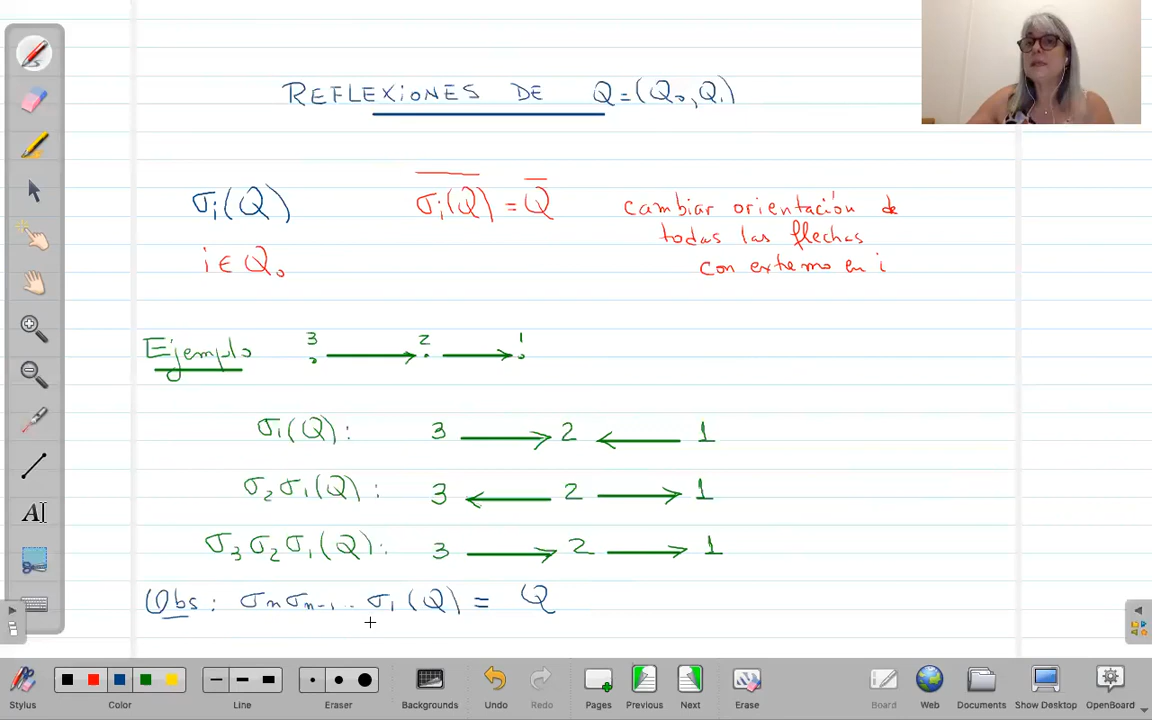 REFLEXIONES DE Q=(Q₀,Q₁)
σᵢ(Q)
i ∈ Q₀
σᵢ(Q) = Q
cambiar orientación de
todas las flechas
con extremo en i
Ejemplo
3 → 2 → 1
σ₁(Q): 3 → 2 ← 1
σ₂σ₁(Q): 3 ← 2 → 1
σ₃σ₂σ₁(Q): 3 → 2 → 1
Obs: σₙσₙ₋₁..σ₁(Q) = Q
AI
Stylus
Color
Line
Eraser
Backgrounds
Undo
Redo
Pages
Previous
Next
Erase
Board
Web
Documents
Show Desktop
OpenBoard